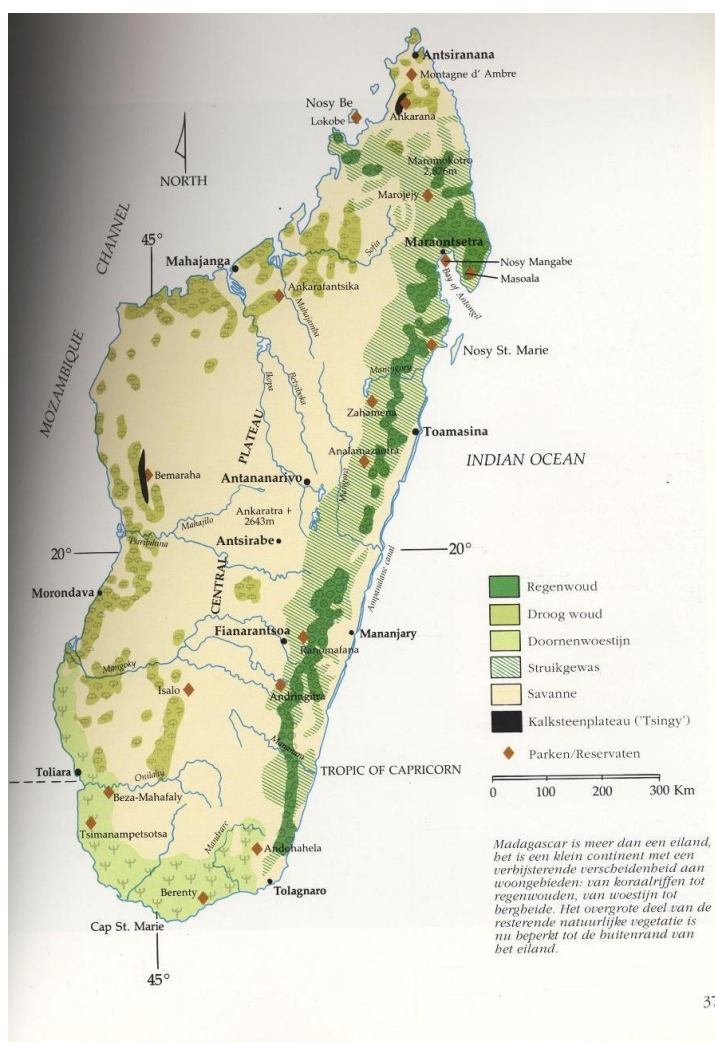 Antsiranana
Montagne d' Ambre
Nosy Be
Lokobe
Ankarana
NORTH
Maromokotro
2,876m
Marojejy
CHANNEL
45°
Sofia
Maroantsetra
Mahajanga
Nosy Mangabe
Masoala
Bay of Antongil
Ankarafantsika
Mahajamba
MOZAMBIQUE
Nosy St. Marie
Maningory
Ikopa
Betsiboka
Zahamena
PLATEAU
Toamasina
Analamazaotra
INDIAN OCEAN
Bemaraha
Antananarivo
Mangoro
Ankaratra +
2643m
Mahajilo
Tsiribihina
Antsirabe
20°
20°
Ampanalane canal
CENTRAL
Morondava
Regenwoud
Droog woud
Doornenwoestijn
Struikgewas
Savanne
Kalksteenplateau ('Tsingy')
Parken/Reservaten
Fianarantsoa
Mananjary
Ranomafana
Mangoky
Isalo
Andringitra
Mananara
Toliara
Onilahy
TROPIC OF CAPRICORN
0 100 200 300 Km
Beza-Mahafaly
Tsimanampetsotsa
Mandrare
Andohahela
Berenty
Tolagnaro
Cap St. Marie
45°
Madagascar is meer dan een eiland,
het is een klein continent met een
verbijsterende verscheidenheid aan
woongebieden: van koraalriffen tot
regenwouden, van woestijn tot
bergheide. Het overgrote deel van de
resterende natuurlijke vegetatie is
nu beperkt tot de buitenrand van
het eiland.
37